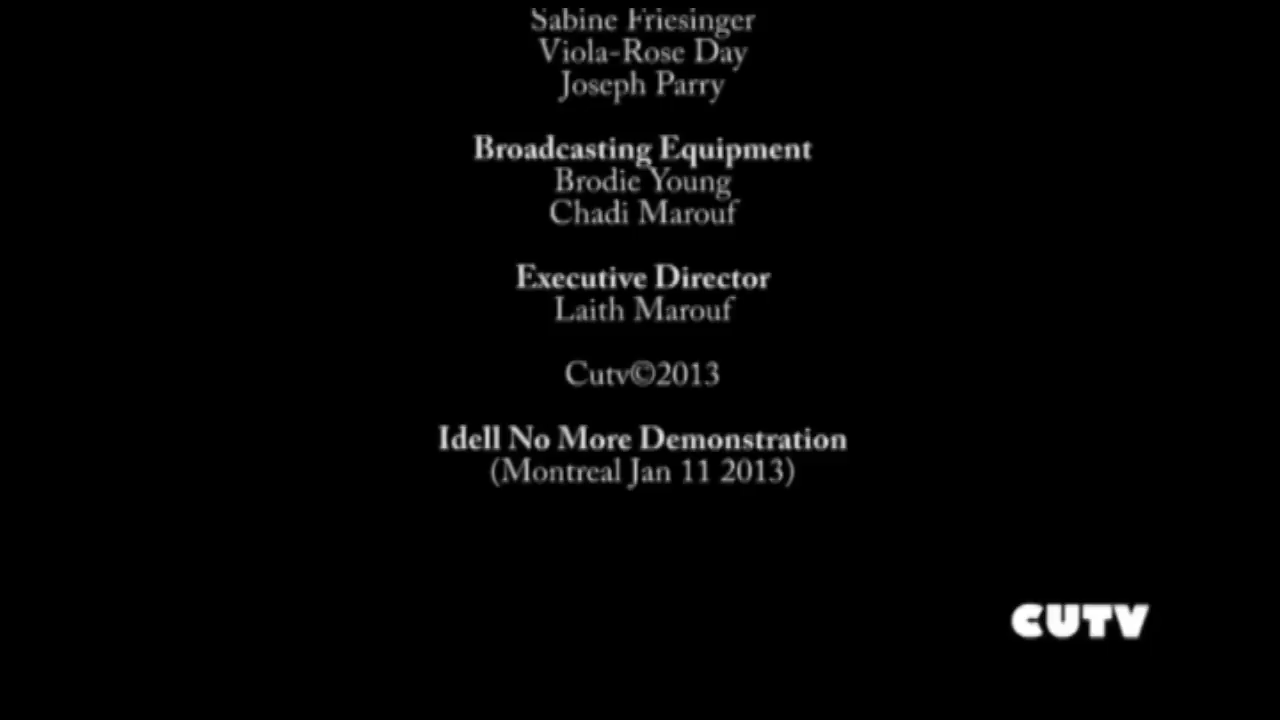 Sabine Friesinger
Viola-Rose Day
Joseph Parry
Broadcasting Equipment
Brodie Young
Chadi Marouf
Executive Director
Laith Marouf
Cutv©2013
Idell No More Demonstration
(Montreal Jan 11 2013)
CUTV